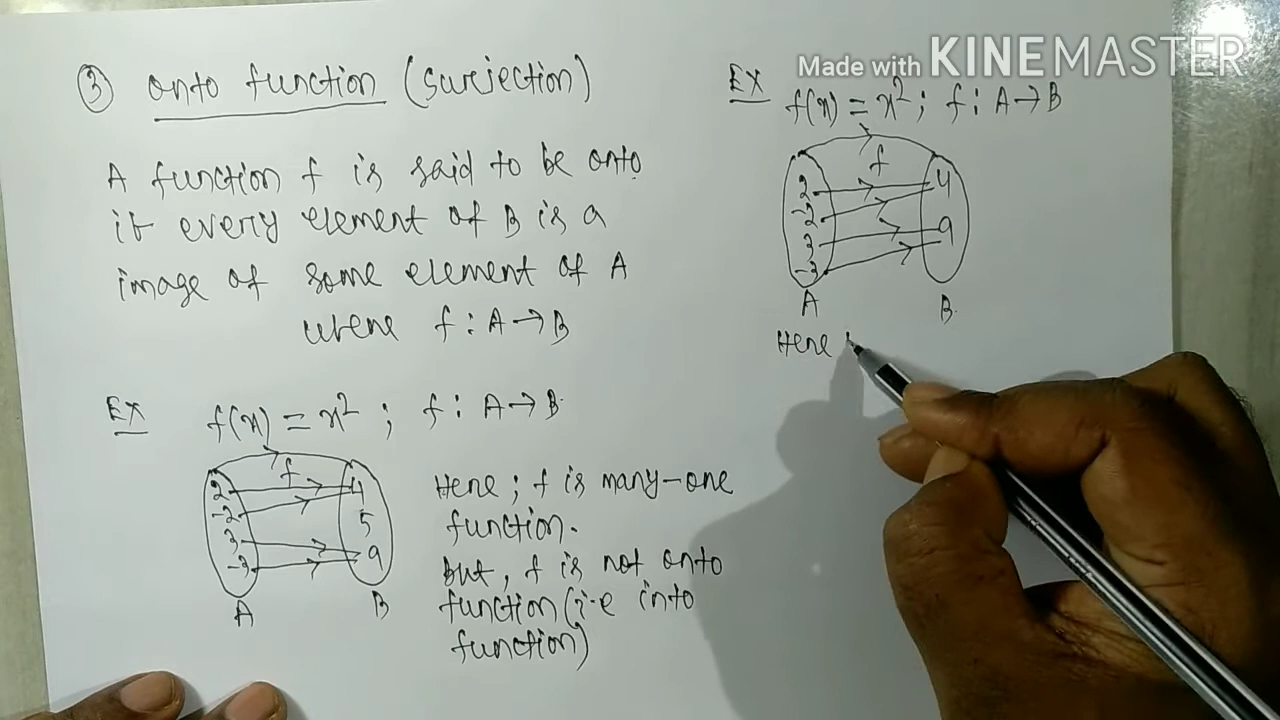 ③ onto function (Surjection)
A function f is said to be onto
if every element of B is a
image of some element of A
where f : A → B
Ex f(x) = x² ; f : A → B
f
2 4
-2 5
3 9
-3
A B
Here ; f is many-one
function.
But, f is not onto
function (i.e into
function)
Made with KINEMASTER
Ex f(x) = x² ; f : A → B
f
2 4
-2
3 9
-3
A B
Here